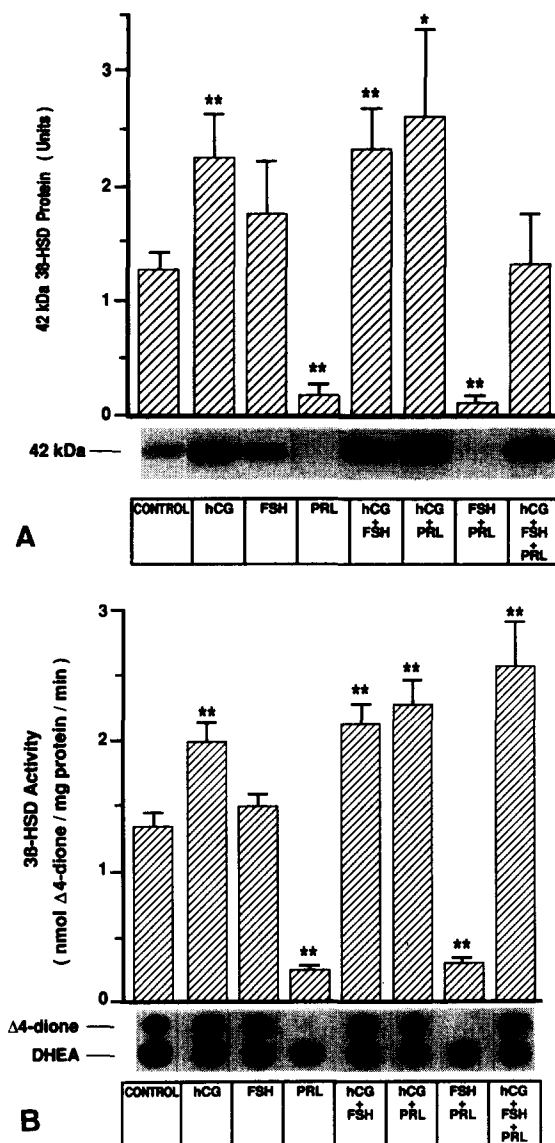 42 kDa 3ß-HSD Protein ( Units )
3
2
1
0
**
**
**
*
**
42 kDa
CONTROL
hCG
FSH
PRL
hCG
+
FSH
hCG
+
PRL
FSH
+
PRL
hCG
+
FSH
+
PRL
A
3ß-HSD Activity
( nmol Δ4-dione / mg protein / min )
3
2
1
0
**
**
**
**
**
**
Δ4-dione
DHEA
CONTROL
hCG
FSH
PRL
hCG
+
FSH
hCG
+
PRL
FSH
+
PRL
hCG
+
FSH
+
PRL
B